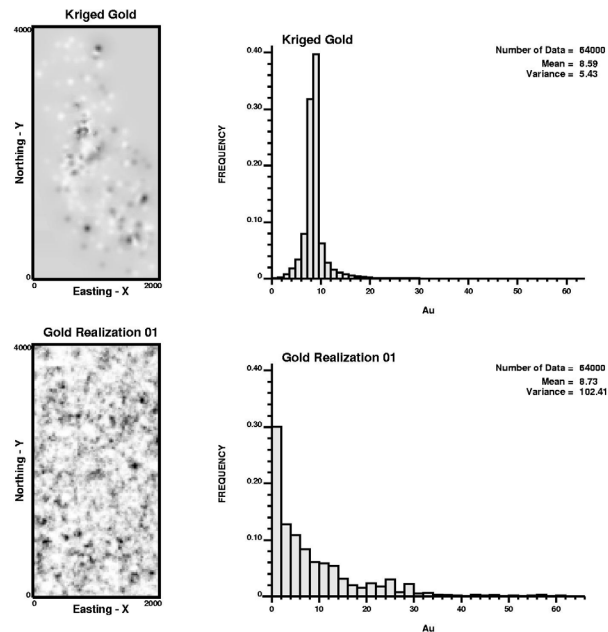 Kriged Gold
4000
Northing - Y
0
0
2000
Easting - X
Kriged Gold
Number of Data = 64000
Mean = 8.59
Variance = 5.43
FREQUENCY
0.40
0.30
0.20
0.10
0
0
10
20
30
40
50
60
Au
Gold Realization 01
4000
Northing - Y
0
0
2000
Easting - X
Gold Realization 01
Number of Data = 64000
Mean = 8.73
Variance = 102.41
FREQUENCY
0.40
0.30
0.20
0.10
0
0
10
20
30
40
50
60
Au